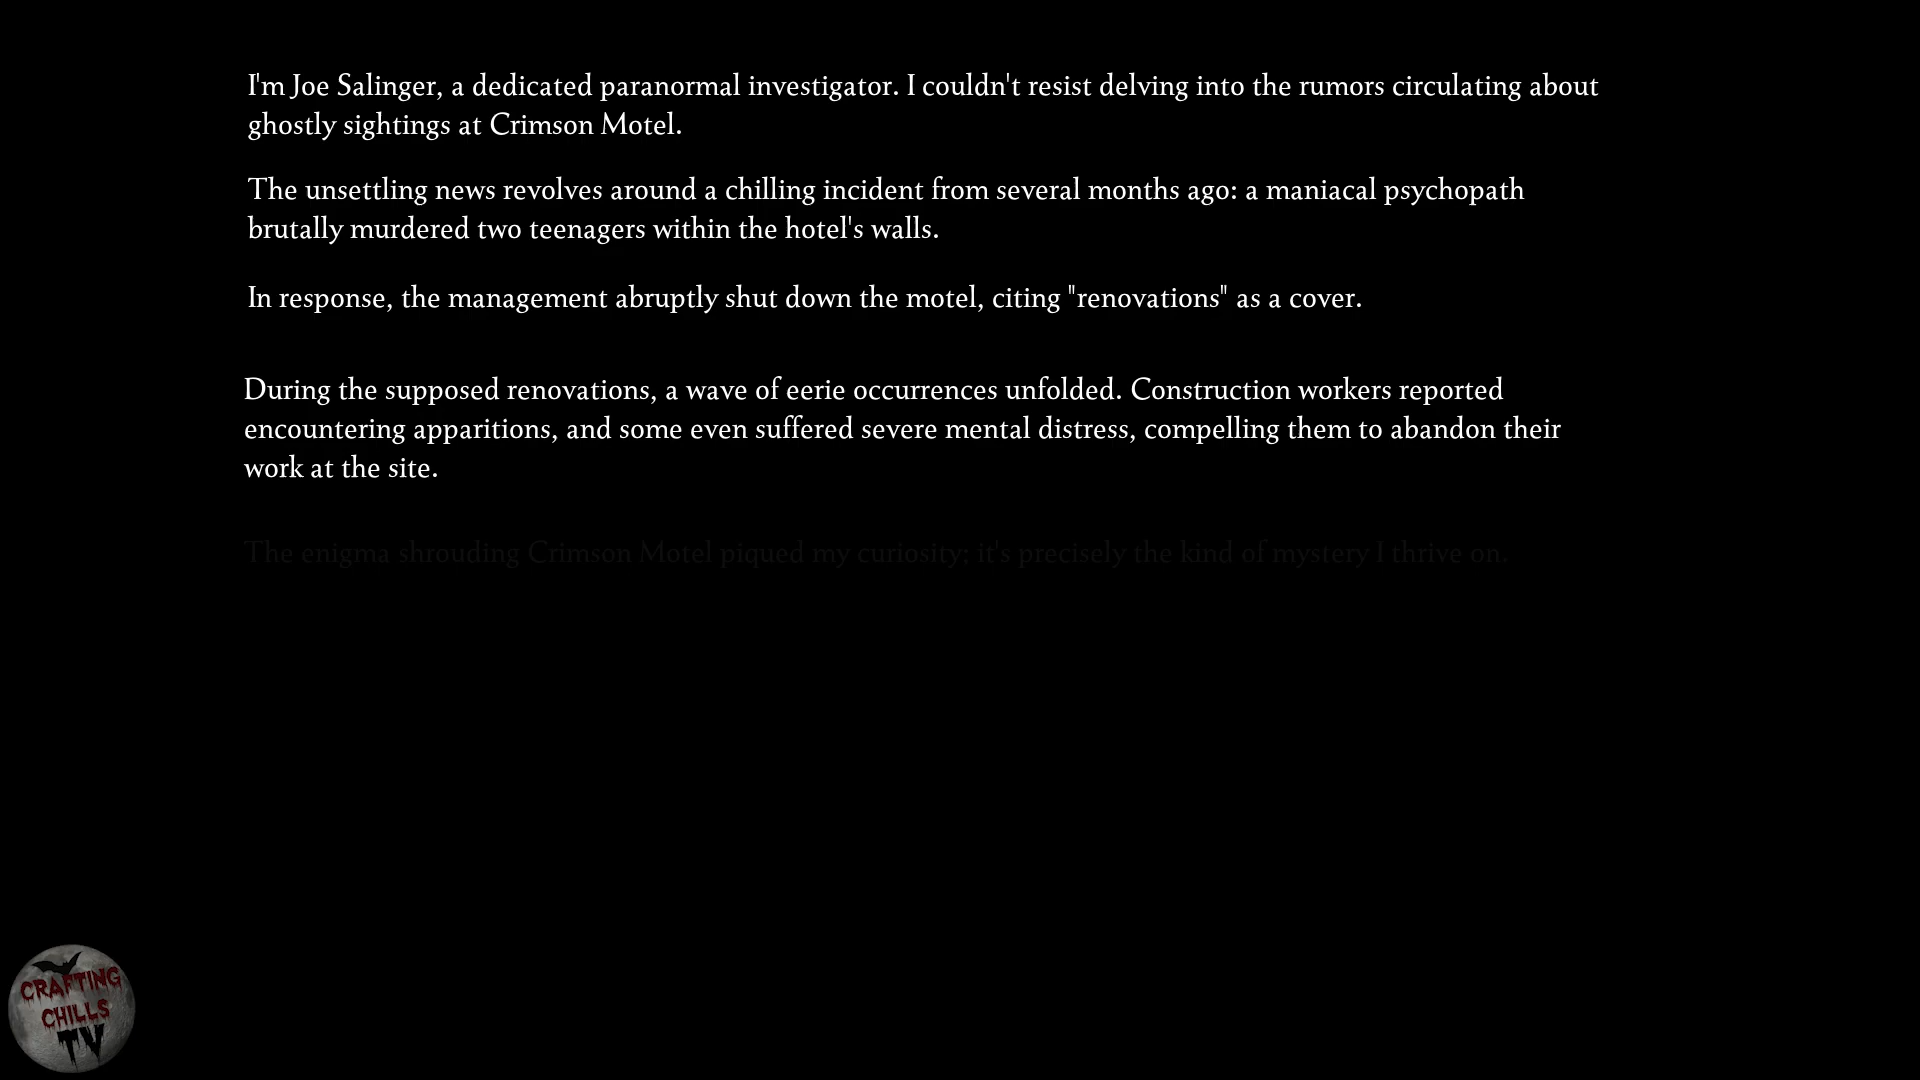 I'm Joe Salinger, a dedicated paranormal investigator. I couldn't resist delving into the rumors circulating about
ghostly sightings at Crimson Motel.
The unsettling news revolves around a chilling incident from several months ago: a maniacal psychopath
brutally murdered two teenagers within the hotel's walls.
In response, the management abruptly shut down the motel, citing "renovations" as a cover.
During the supposed renovations, a wave of eerie occurrences unfolded. Construction workers reported
encountering apparitions, and some even suffered severe mental distress, compelling them to abandon their
work at the site.
The enigma shrouding Crimson Motel piqued my curiosity; it's precisely the kind of mystery I thrive on.
CRAFTING
CHILLS
TV